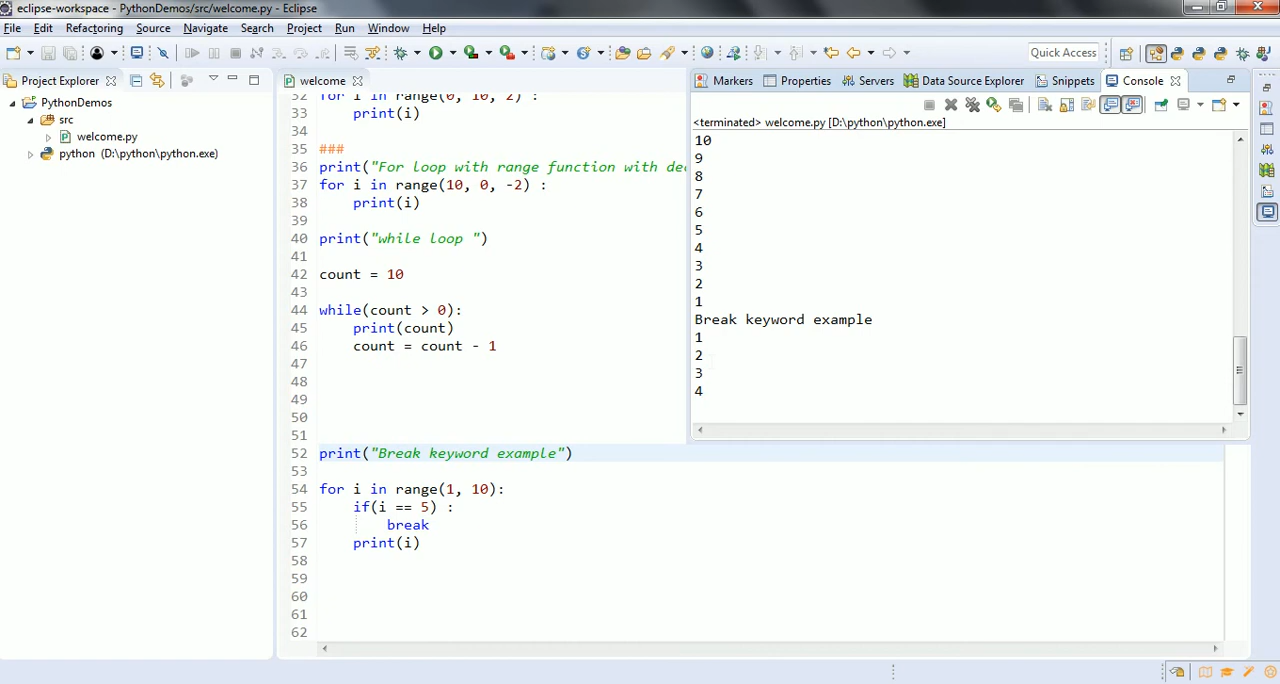 eclipse-workspace - PythonDemos/src/welcome.py - Eclipse
File Edit Refactoring Source Navigate Search Project Run Window Help
Quick Access
Project Explorer
PythonDemos
src
welcome.py
python (D:\python\python.exe)
welcome
32 for i in range(0, 10, 2) :
33 print(i)
34
35 ###
36 print("For loop with range function with dec
37 for i in range(10, 0, -2) :
38 print(i)
39
40 print("while loop ")
41
42 count = 10
43
44 while(count > 0):
45 print(count)
46 count = count - 1
47
48
49
50
51
52 print("Break keyword example")
53
54 for i in range(1, 10):
55 if(i == 5) :
56 break
57 print(i)
58
59
60
61
62
Markers Properties Servers Data Source Explorer Snippets Console
<terminated> welcome.py [D:\python\python.exe]
10
9
8
7
6
5
4
3
2
1
Break keyword example
1
2
3
4